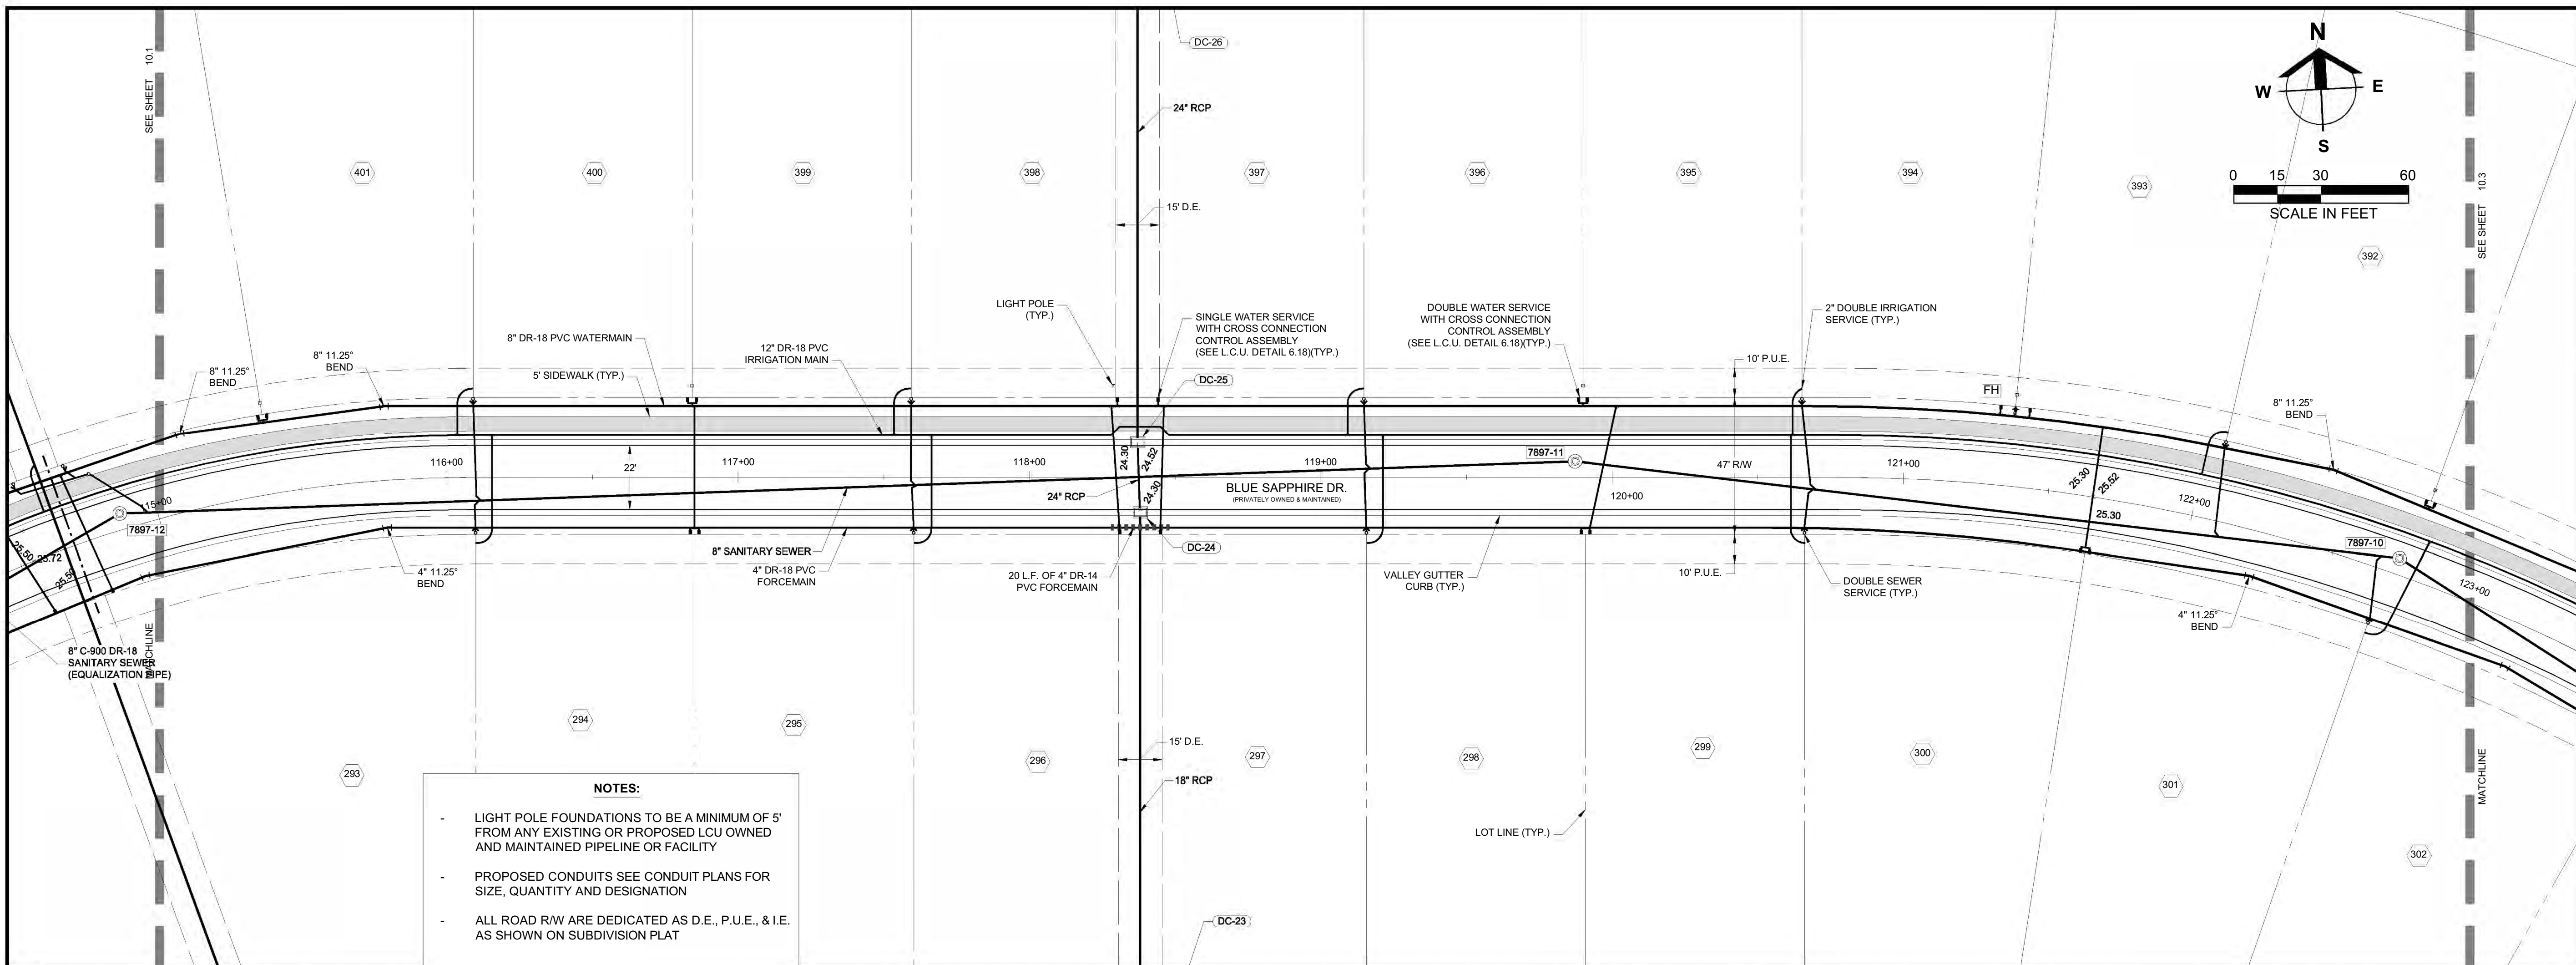 SEE SHEET 10.1
DC-26
N
W
E
S
24" RCP
0 15 30 60
SCALE IN FEET
SEE SHEET 10.3
401
400
399
398
397
396
395
394
393
392
15' D.E.
LIGHT POLE
(TYP.)
SINGLE WATER SERVICE
WITH CROSS CONNECTION
CONTROL ASSEMBLY
(SEE L.C.U. DETAIL 6.18)(TYP.)
DOUBLE WATER SERVICE
WITH CROSS CONNECTION
CONTROL ASSEMBLY
(SEE L.C.U. DETAIL 6.18)(TYP.)
2" DOUBLE IRRIGATION
SERVICE (TYP.)
8" DR-18 PVC WATERMAIN
12" DR-18 PVC
IRRIGATION MAIN
8" 11.25°
BEND
8" 11.25°
BEND
5' SIDEWALK (TYP.)
DC-25
10' P.U.E.
FH
8" 11.25°
BEND
115+00
116+00
22'
117+00
118+00
24.30
24.52
24.30
119+00
7897-11
47' R/W
121+00
25.30
25.52
24" RCP
BLUE SAPPHIRE DR.
(PRIVATELY OWNED & MAINTAINED)
120+00
122+00
25.30
7897-12
7897-10
123+00
25.50
25.72
25.50
8" SANITARY SEWER
4" DR-18 PVC
FORCEMAIN
4" 11.25°
BEND
DC-24
20 L.F. OF 4" DR-14
PVC FORCEMAIN
VALLEY GUTTER
CURB (TYP.)
10' P.U.E.
DOUBLE SEWER
SERVICE (TYP.)
4" 11.25°
BEND
8" C-900 DR-18
SANITARY SEWER
(EQUALIZATION PIPE)
MATCHLINE
MATCHLINE
293
294
295
296
297
298
299
300
301
302
15' D.E.
18" RCP
LOT LINE (TYP.)
DC-23
NOTES:
- LIGHT POLE FOUNDATIONS TO BE A MINIMUM OF 5'
FROM ANY EXISTING OR PROPOSED LCU OWNED
AND MAINTAINED PIPELINE OR FACILITY
- PROPOSED CONDUITS SEE CONDUIT PLANS FOR
SIZE, QUANTITY AND DESIGNATION
- ALL ROAD R/W ARE DEDICATED AS D.E., P.U.E., & I.E.
AS SHOWN ON SUBDIVISION PLAT